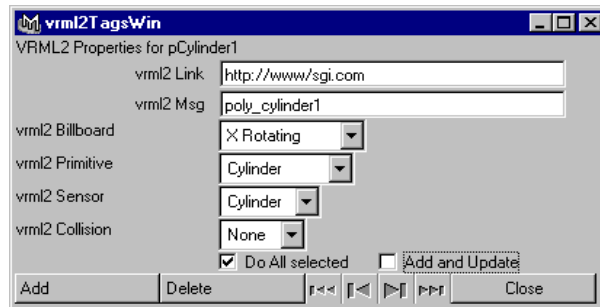 vrml2TagsWin
VRML2 Properties for pCylinder1
vrml2 Link http://www/sgi.com
vrml2 Msg poly_cylinder1
vrml2 Billboard X Rotating
vrml2 Primitive Cylinder
vrml2 Sensor Cylinder
vrml2 Collision None
Do All selected Add and Update
Add Delete Close